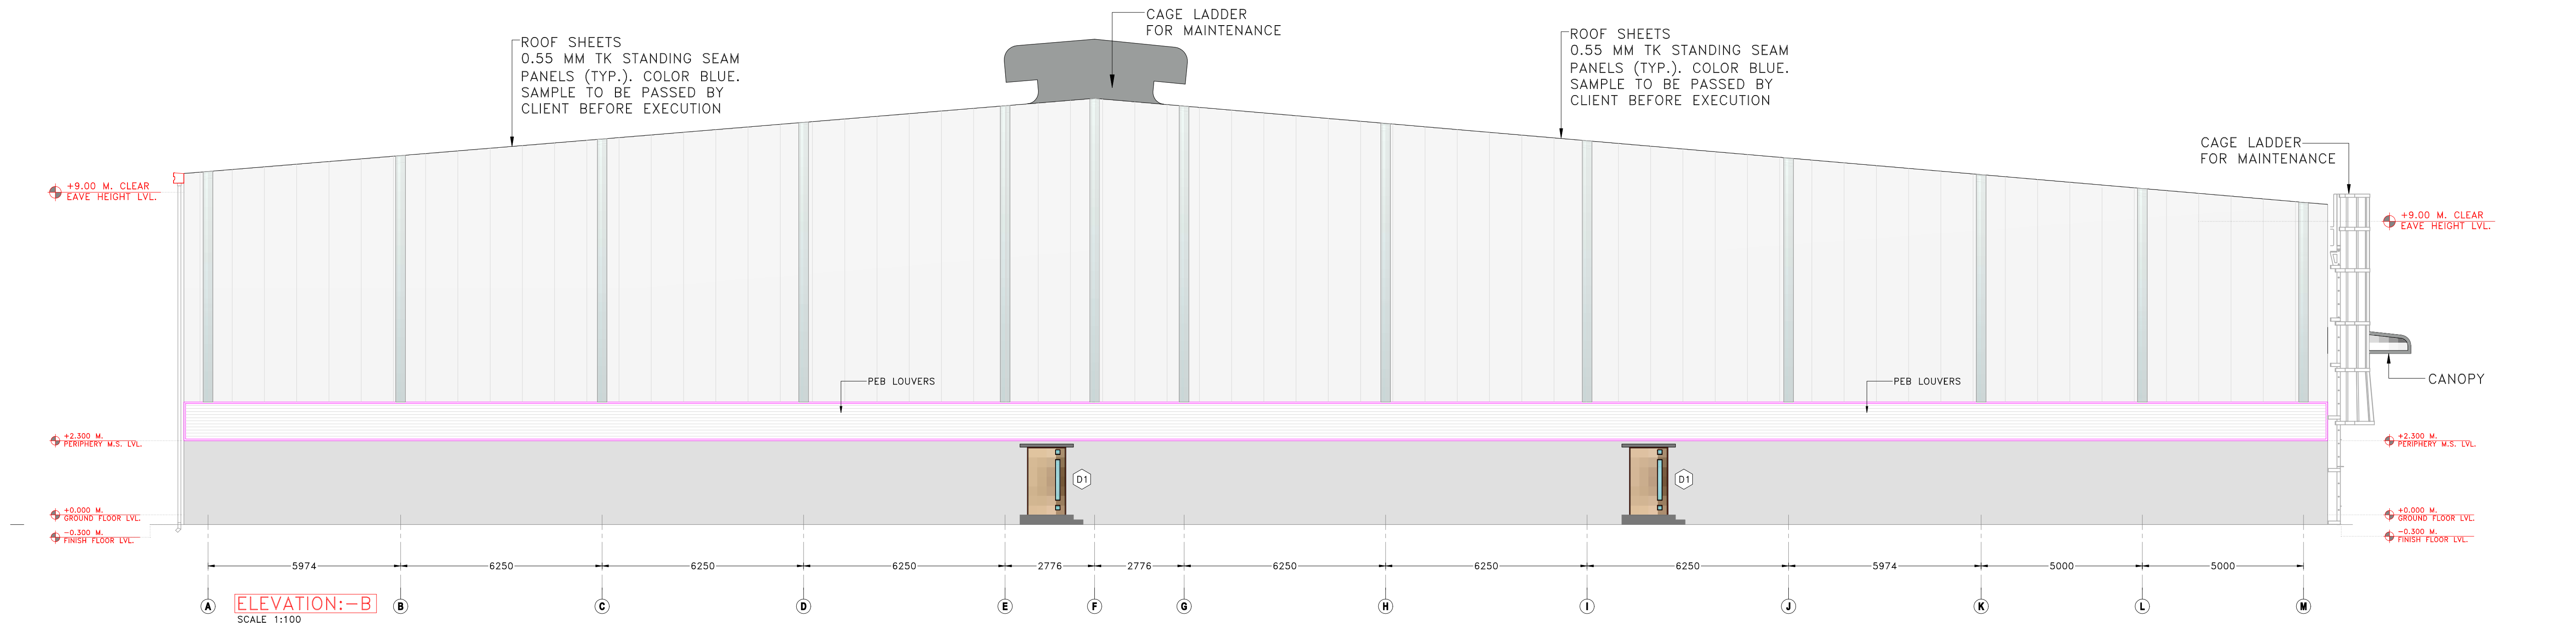 CAGE LADDER
FOR MAINTENANCE
ROOF SHEETS
0.55 MM TK STANDING SEAM
PANELS (TYP.). COLOR BLUE.
SAMPLE TO BE PASSED BY
CLIENT BEFORE EXECUTION
ROOF SHEETS
0.55 MM TK STANDING SEAM
PANELS (TYP.). COLOR BLUE.
SAMPLE TO BE PASSED BY
CLIENT BEFORE EXECUTION
CAGE LADDER
FOR MAINTENANCE
+9.00 M. CLEAR
EAVE HEIGHT LVL.
+9.00 M. CLEAR
EAVE HEIGHT LVL.
PEB LOUVERS
PEB LOUVERS
CANOPY
+2.300 M.
PERIPHERY M.S. LVL.
+2.300 M.
PERIPHERY M.S. LVL.
D1
D1
+0.000 M.
GROUND FLOOR LVL.
-0.300 M.
FINISH FLOOR LVL.
+0.000 M.
GROUND FLOOR LVL.
-0.300 M.
FINISH FLOOR LVL.
5974 6250 6250 6250 2776 2776 6250 6250 6250 5974 5000 5000
A B C D E F G H I J K L M
ELEVATION:-B
SCALE 1:100